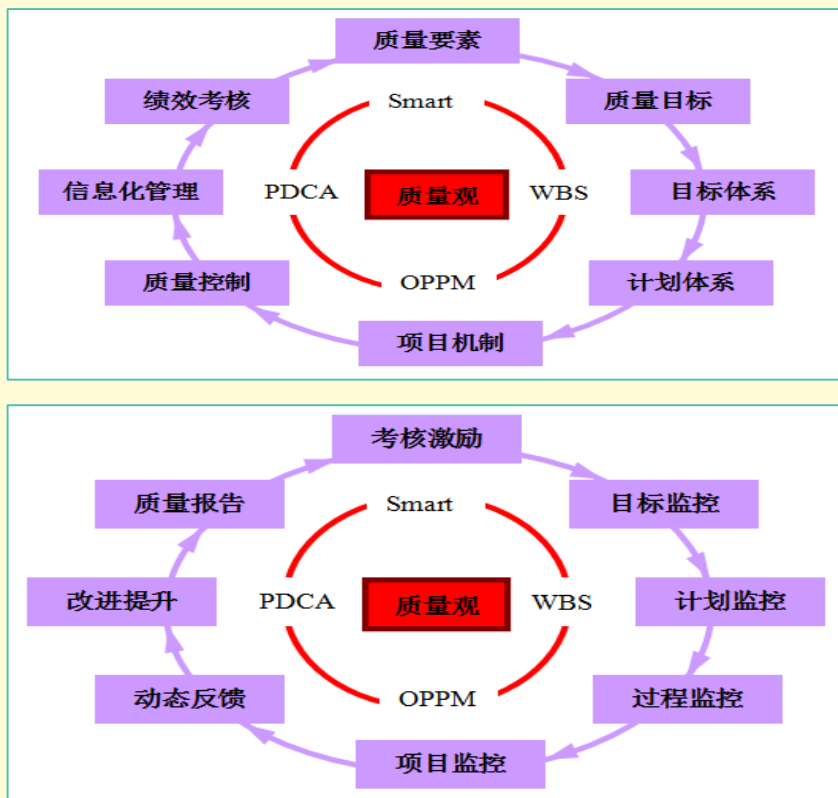 质量要素
绩效考核
质量目标
Smart
信息化管理
PDCA
质量观
WBS
目标体系
质量控制
OPPM
计划体系
项目机制
考核激励
质量报告
目标监控
Smart
改进提升
PDCA
质量观
WBS
计划监控
动态反馈
OPPM
过程监控
项目监控